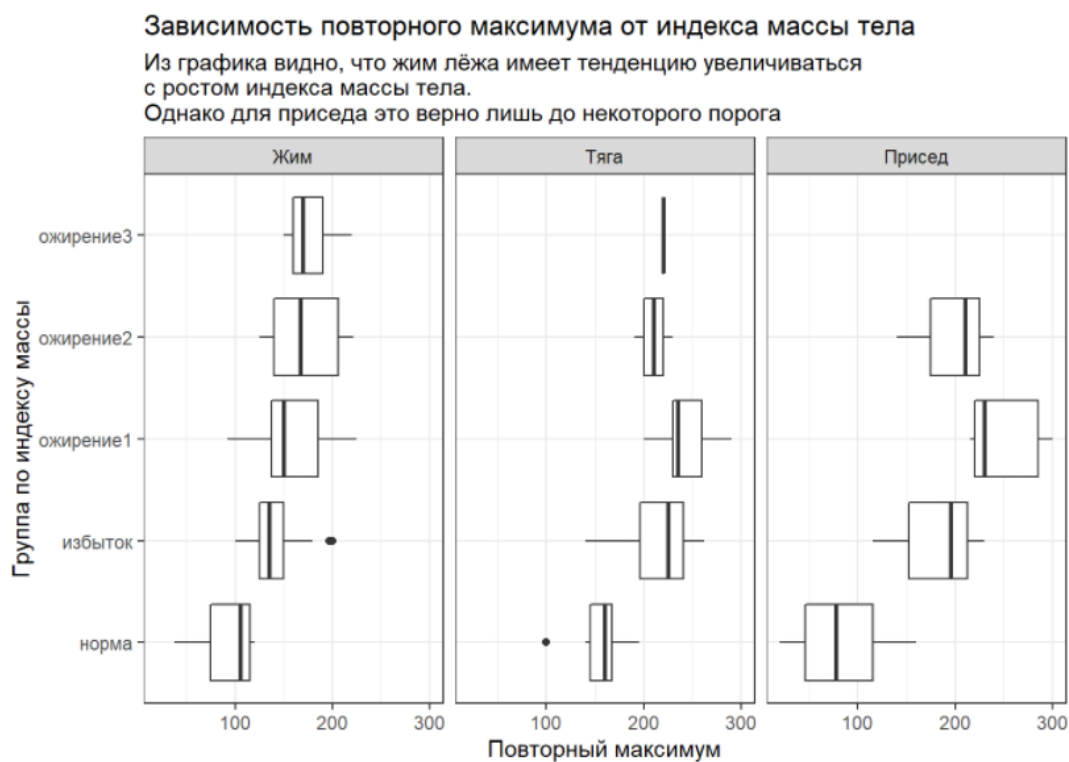 Зависимость повторного максимума от индекса массы тела
Из графика видно, что жим лёжа имеет тенденцию увеличиваться
с ростом индекса массы тела.
Однако для приседа это верно лишь до некоторого порога
Жим
Тяга
Присед
Группа по индексу массы
ожирение3
ожирение2
ожирение1
избыток
норма
100 200 300
100 200 300
100 200 300
Повторный максимум